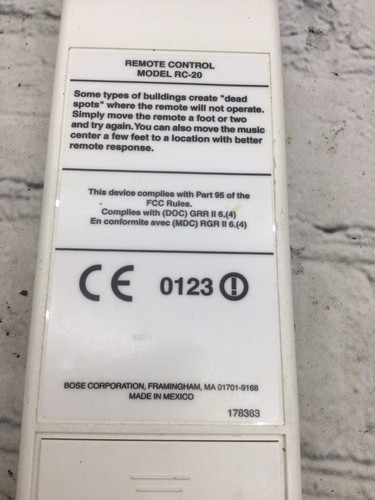 REMOTE CONTROL
MODEL RC-20
Some types of buildings create "dead
spots" where the remote will not operate.
Simply move the remote a foot or two
and try again. You can also move the music
center a few feet to a location with better
remote response.
This device complies with Part 95 of the
FCC Rules.
Complies with (DOC) GRR II 6.(4)
En conformite avec (MDC) RGR II 6.(4)
CE 0123
BOSE CORPORATION, FRAMINGHAM, MA 01701-9168
MADE IN MEXICO
178383